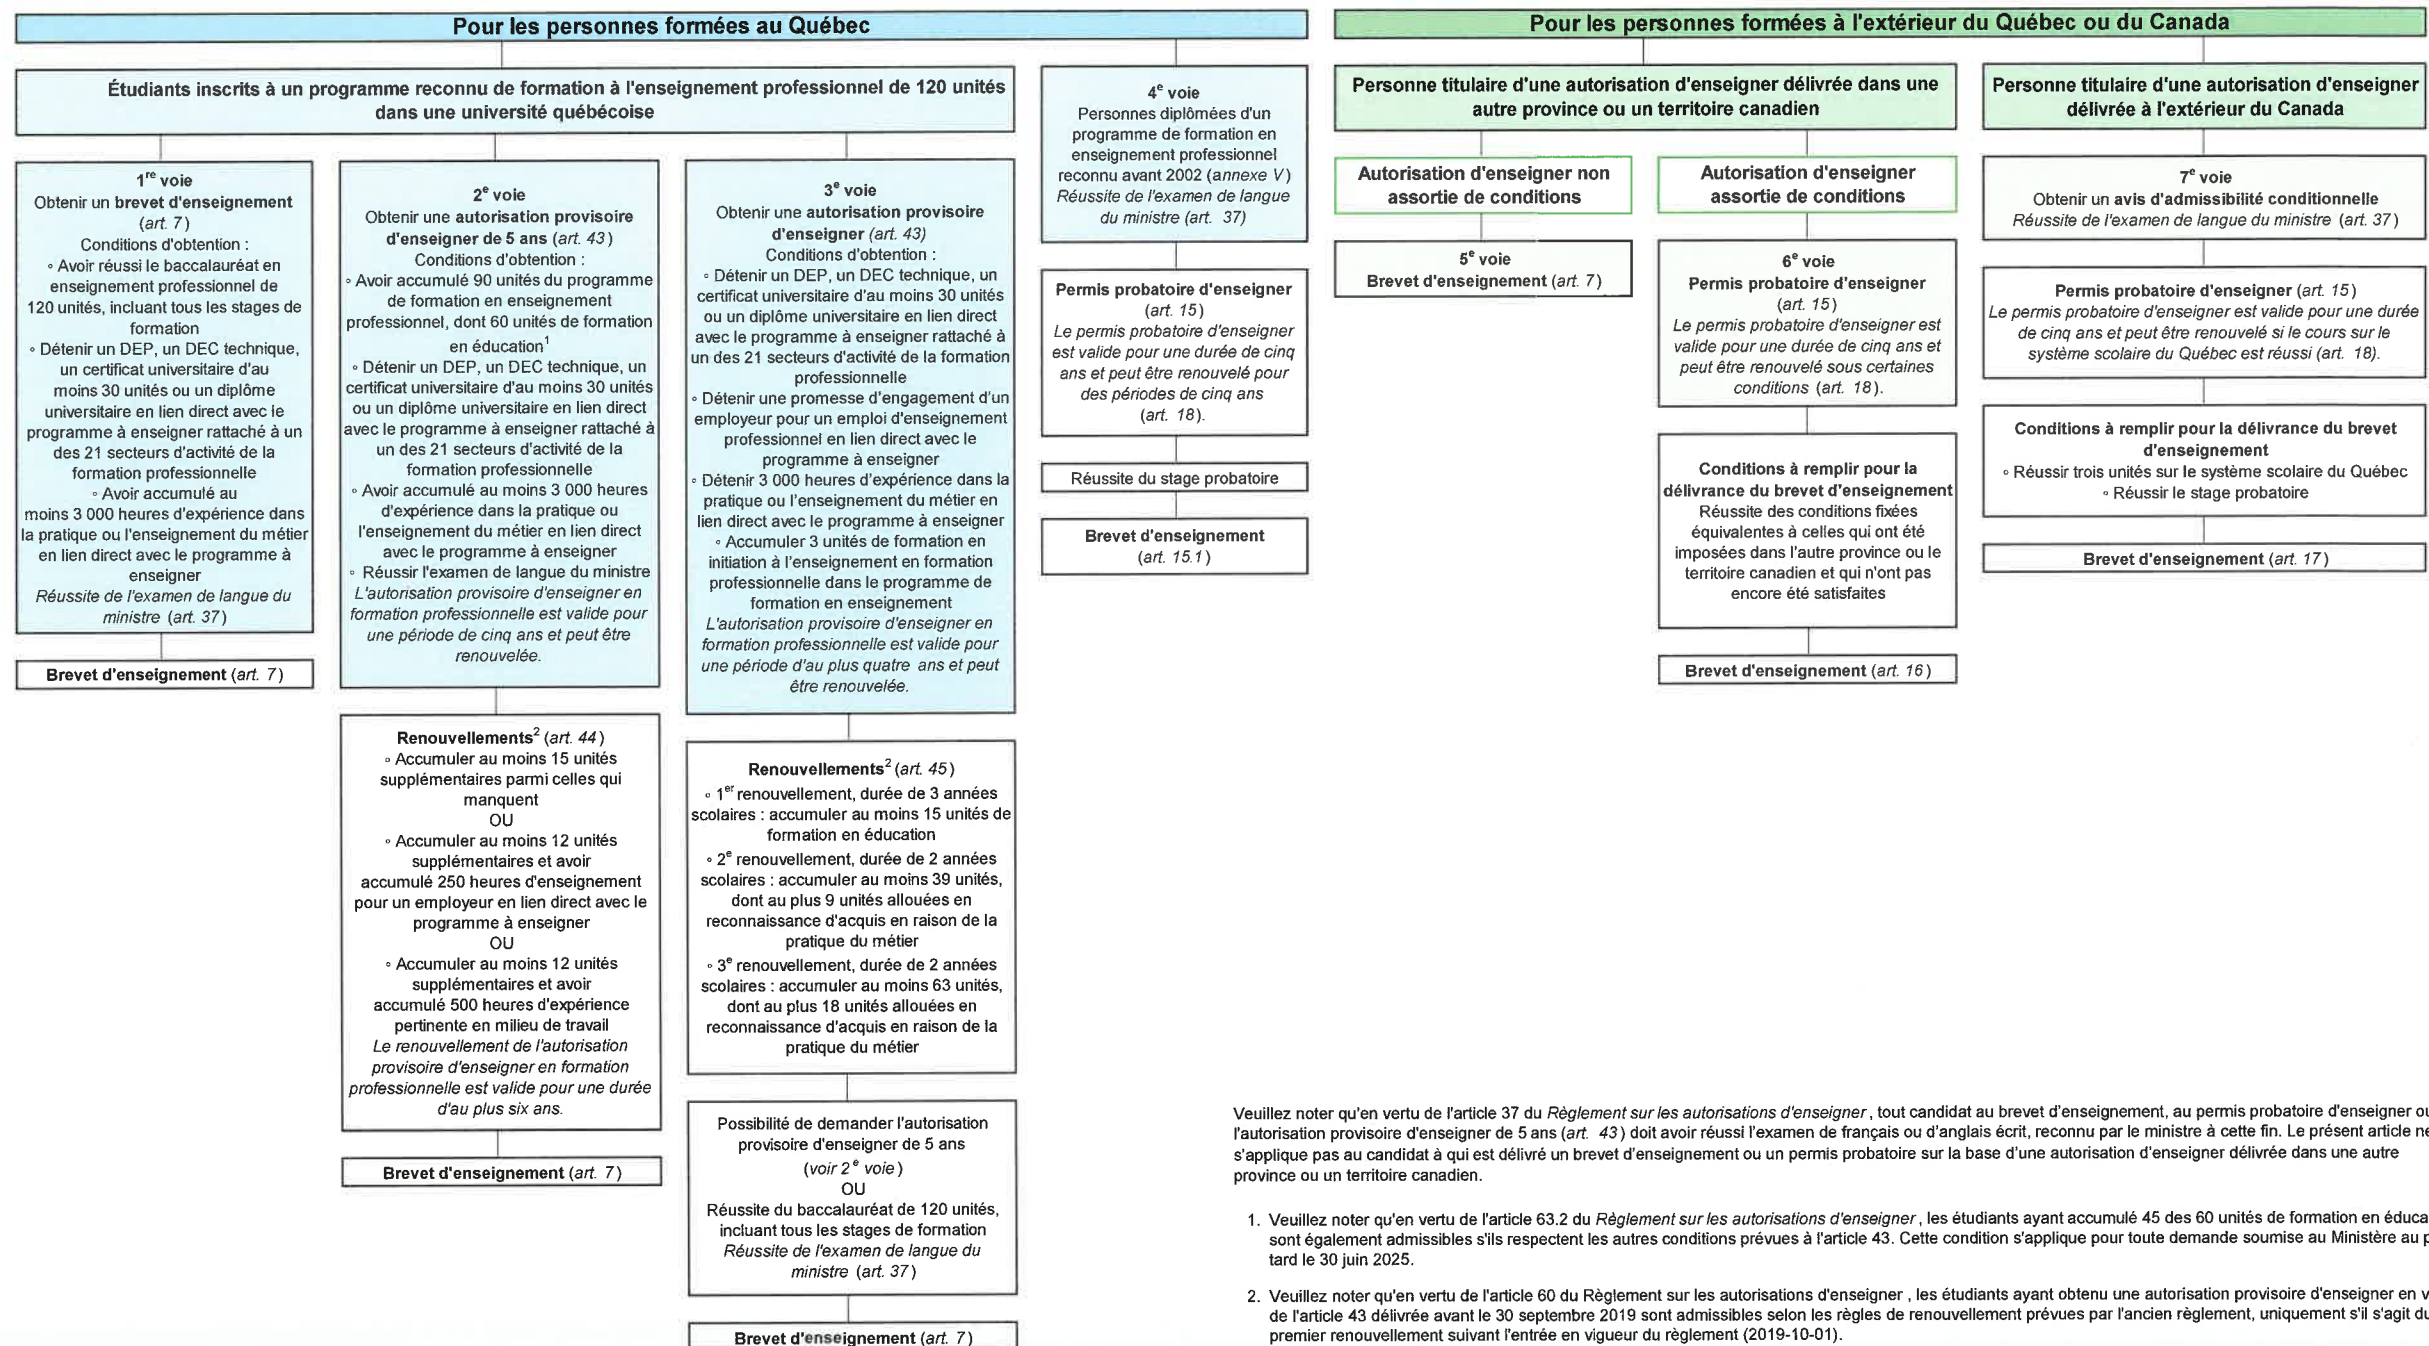 Pour les personnes formées au Québec
Étudiants inscrits à un programme reconnu de formation à l'enseignement professionnel de 120 unités
dans une université québécoise
1re voie
Obtenir un brevet d'enseignement
(art. 7)
Conditions d'obtention :
◦ Avoir réussi le baccalauréat en
enseignement professionnel de
120 unités, incluant tous les stages de
formation
◦ Détenir un DEP, un DEC technique,
un certificat universitaire d'au
moins 30 unités ou un diplôme
universitaire en lien direct avec le
programme à enseigner rattaché à un
des 21 secteurs d'activité de la
formation professionnelle
◦ Avoir accumulé au
moins 3 000 heures d'expérience dans
la pratique ou l'enseignement du métier
en lien direct avec le programme à
enseigner
Réussite de l'examen de langue du
ministre (art. 37)
Brevet d'enseignement (art. 7)
2e voie
Obtenir une autorisation provisoire
d'enseigner de 5 ans (art. 43)
Conditions d'obtention :
◦ Avoir accumulé 90 unités du programme
de formation en enseignement
professionnel, dont 60 unités de formation
en éducation1
◦ Détenir un DEP, un DEC technique, un
certificat universitaire d'au moins 30 unités
ou un diplôme universitaire en lien direct
avec le programme à enseigner rattaché à
un des 21 secteurs d'activité de la
formation professionnelle
◦ Avoir accumulé au moins 3 000 heures
d'expérience dans la pratique ou
l'enseignement du métier en lien direct
avec le programme à enseigner
◦ Réussir l'examen de langue du ministre
L'autorisation provisoire d'enseigner en
formation professionnelle est valide pour
une période de cinq ans et peut être
renouvelée.
Renouvellements2 (art. 44)
◦ Accumuler au moins 15 unités
supplémentaires parmi celles qui
manquent
OU
◦ Accumuler au moins 12 unités
supplémentaires et avoir
accumulé 250 heures d'enseignement
pour un employeur en lien direct avec le
programme à enseigner
OU
◦ Accumuler au moins 12 unités
supplémentaires et avoir
accumulé 500 heures d'expérience
pertinente en milieu de travail
Le renouvellement de l'autorisation
provisoire d'enseigner en formation
professionnelle est valide pour une durée
d'au plus six ans.
Brevet d'enseignement (art. 7)
3e voie
Obtenir une autorisation provisoire
d'enseigner (art. 43)
Conditions d'obtention :
◦ Détenir un DEP, un DEC technique, un
certificat universitaire d'au moins 30 unités
ou un diplôme universitaire en lien direct
avec le programme à enseigner rattaché à
un des 21 secteurs d'activité de la formation
professionnelle
◦ Détenir une promesse d'engagement d'un
employeur pour un emploi d'enseignement
professionnel en lien direct avec le
programme à enseigner
◦ Détenir 3 000 heures d'expérience dans la
pratique ou l'enseignement du métier en
lien direct avec le programme à enseigner
◦ Accumuler 3 unités de formation en
initiation à l'enseignement en formation
professionnelle dans le programme de
formation en enseignement
L'autorisation provisoire d'enseigner en
formation professionnelle est valide pour
une période d'au plus quatre ans et peut
être renouvelée.
Renouvellements2 (art. 45)
◦ 1er renouvellement, durée de 3 années
scolaires : accumuler au moins 15 unités de
formation en éducation
◦ 2e renouvellement, durée de 2 années
scolaires : accumuler au moins 39 unités,
dont au plus 9 unités allouées en
reconnaissance d'acquis en raison de la
pratique du métier
◦ 3e renouvellement, durée de 2 années
scolaires : accumuler au moins 63 unités,
dont au plus 18 unités allouées en
reconnaissance d'acquis en raison de la
pratique du métier
Possibilité de demander l'autorisation
provisoire d'enseigner de 5 ans
(voir 2e voie)
OU
Réussite du baccalauréat de 120 unités,
incluant tous les stages de formation
Réussite de l'examen de langue du
ministre (art. 37)
Brevet d'enseignement (art. 7)
4e voie
Personnes diplômées d'un
programme de formation en
enseignement professionnel
reconnu avant 2002 (annexe V)
Réussite de l'examen de langue
du ministre (art. 37)
Permis probatoire d'enseigner
(art. 15)
Le permis probatoire d'enseigner
est valide pour une durée de cinq
ans et peut être renouvelé pour
des périodes de cinq ans
(art. 18).
Réussite du stage probatoire
Brevet d'enseignement
(art. 15.1)
Pour les personnes formées à l'extérieur du Québec ou du Canada
Personne titulaire d'une autorisation d'enseigner délivrée dans une
autre province ou un territoire canadien
Autorisation d'enseigner non
assortie de conditions
5e voie
Brevet d'enseignement (art. 7)
Autorisation d'enseigner
assortie de conditions
6e voie
Permis probatoire d'enseigner
(art. 15)
Le permis probatoire d'enseigner est
valide pour une durée de cinq ans et
peut être renouvelé sous certaines
conditions (art. 18).
Conditions à remplir pour la
délivrance du brevet d'enseignement
Réussite des conditions fixées
équivalentes à celles qui ont été
imposées dans l'autre province ou le
territoire canadien et qui n'ont pas
encore été satisfaites
Brevet d'enseignement (art. 16)
Personne titulaire d'une autorisation d'enseigner
délivrée à l'extérieur du Canada
7e voie
Obtenir un avis d'admissibilité conditionnelle
Réussite de l'examen de langue du ministre (art. 37)
Permis probatoire d'enseigner (art. 15)
Le permis probatoire d'enseigner est valide pour une durée
de cinq ans et peut être renouvelé si le cours sur le
système scolaire du Québec est réussi (art. 18).
Conditions à remplir pour la délivrance du brevet
d'enseignement
◦ Réussir trois unités sur le système scolaire du Québec
◦ Réussir le stage probatoire
Brevet d'enseignement (art. 17)
Veuillez noter qu'en vertu de l'article 37 du Règlement sur les autorisations d'enseigner, tout candidat au brevet d'enseignement, au permis probatoire d'enseigner ou
l'autorisation provisoire d'enseigner de 5 ans (art. 43) doit avoir réussi l'examen de français ou d'anglais écrit, reconnu par le ministre à cette fin. Le présent article ne
s'applique pas au candidat à qui est délivré un brevet d'enseignement ou un permis probatoire sur la base d'une autorisation d'enseigner délivrée dans une autre
province ou un territoire canadien.
1. Veuillez noter qu'en vertu de l'article 63.2 du Règlement sur les autorisations d'enseigner, les étudiants ayant accumulé 45 des 60 unités de formation en éduca
sont également admissibles s'ils respectent les autres conditions prévues à l'article 43. Cette condition s'applique pour toute demande soumise au Ministère au p
tard le 30 juin 2025.
2. Veuillez noter qu'en vertu de l'article 60 du Règlement sur les autorisations d'enseigner , les étudiants ayant obtenu une autorisation provisoire d'enseigner en v
de l'article 43 délivrée avant le 30 septembre 2019 sont admissibles selon les règles de renouvellement prévues par l'ancien règlement, uniquement s'il s'agit du
premier renouvellement suivant l'entrée en vigueur du règlement (2019-10-01).